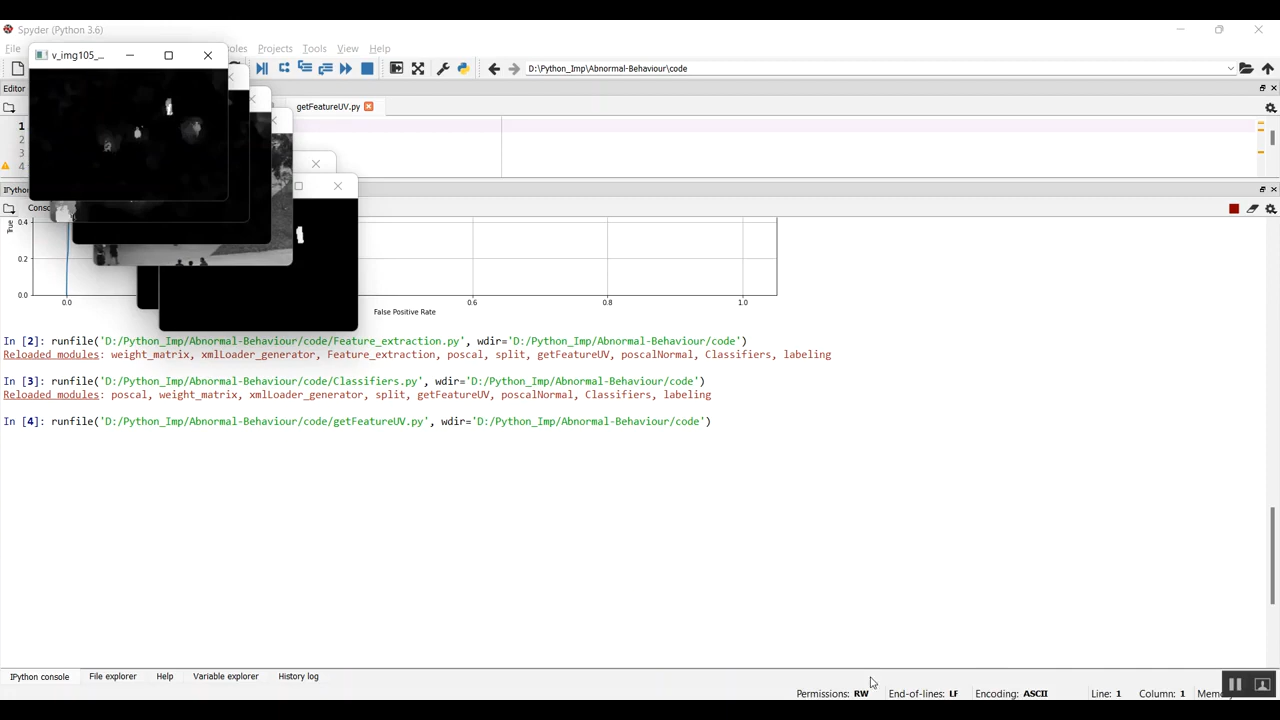 Spyder (Python 3.6)
File
Projects Tools View Help
v_img105_...
D:\Python_Imp\Abnormal-Behaviour\code
Editor
getFeatureUV.py
1
2
3
4
0.4
True
0.2
0.0
0.0 0.6 0.8 1.0
False Positive Rate
In [2]: runfile('D:/Python_Imp/Abnormal-Behaviour/code/Feature_extraction.py', wdir='D:/Python_Imp/Abnormal-Behaviour/code')
Reloaded modules: weight_matrix, xmlLoader_generator, Feature_extraction, poscal, split, getFeatureUV, poscalNormal, Classifiers, labeling
In [3]: runfile('D:/Python_Imp/Abnormal-Behaviour/code/Classifiers.py', wdir='D:/Python_Imp/Abnormal-Behaviour/code')
Reloaded modules: poscal, weight_matrix, xmlLoader_generator, split, getFeatureUV, poscalNormal, Classifiers, labeling
In [4]: runfile('D:/Python_Imp/Abnormal-Behaviour/code/getFeatureUV.py', wdir='D:/Python_Imp/Abnormal-Behaviour/code')
IPython console File explorer Help Variable explorer History log
Permissions: RW End-of-lines: LF Encoding: ASCII Line: 1 Column: 1